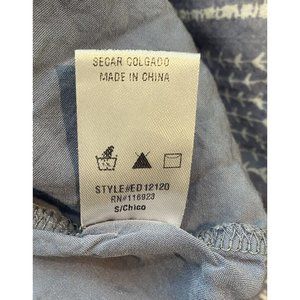 SECAR COLGADO
MADE IN CHINA
STYLE#ED12120
RN#116923
S/Chico